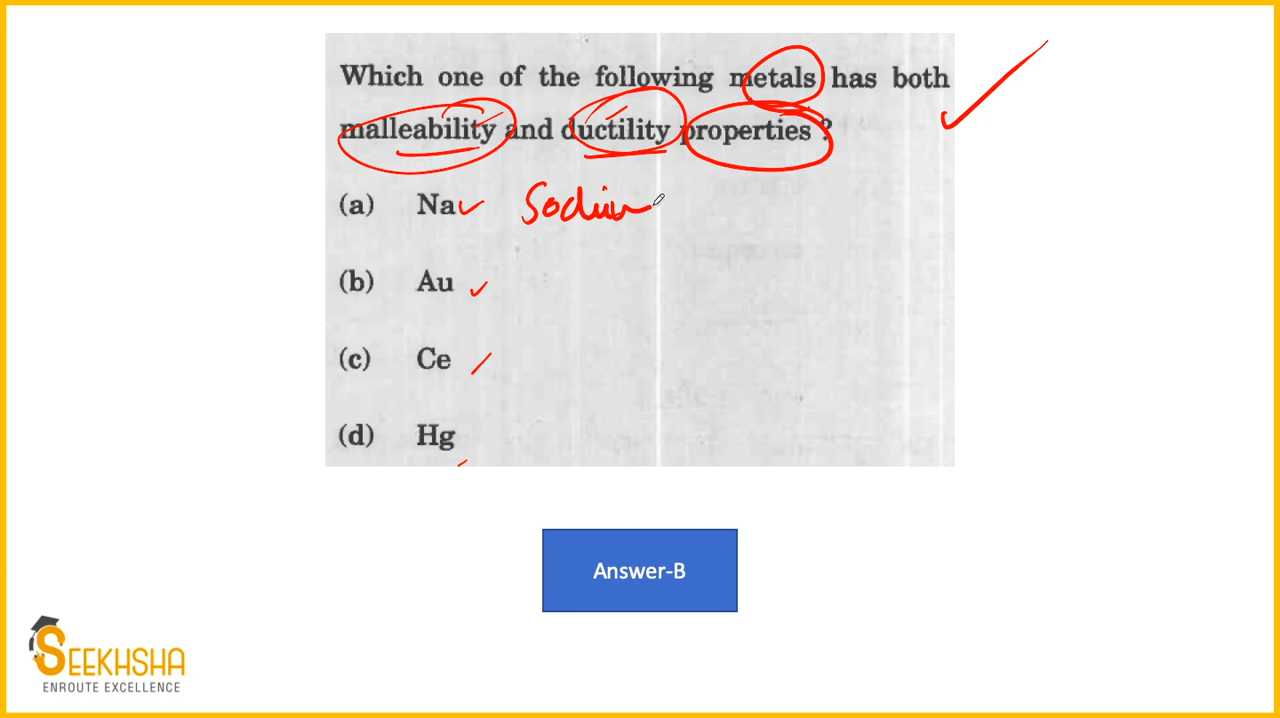 Which one of the following metals has both
malleability and ductility properties ?
(a) Na Sodium
(b) Au
(c) Ce
(d) Hg
Answer-B
SEEKHSHA
ENROUTE EXCELLENCE